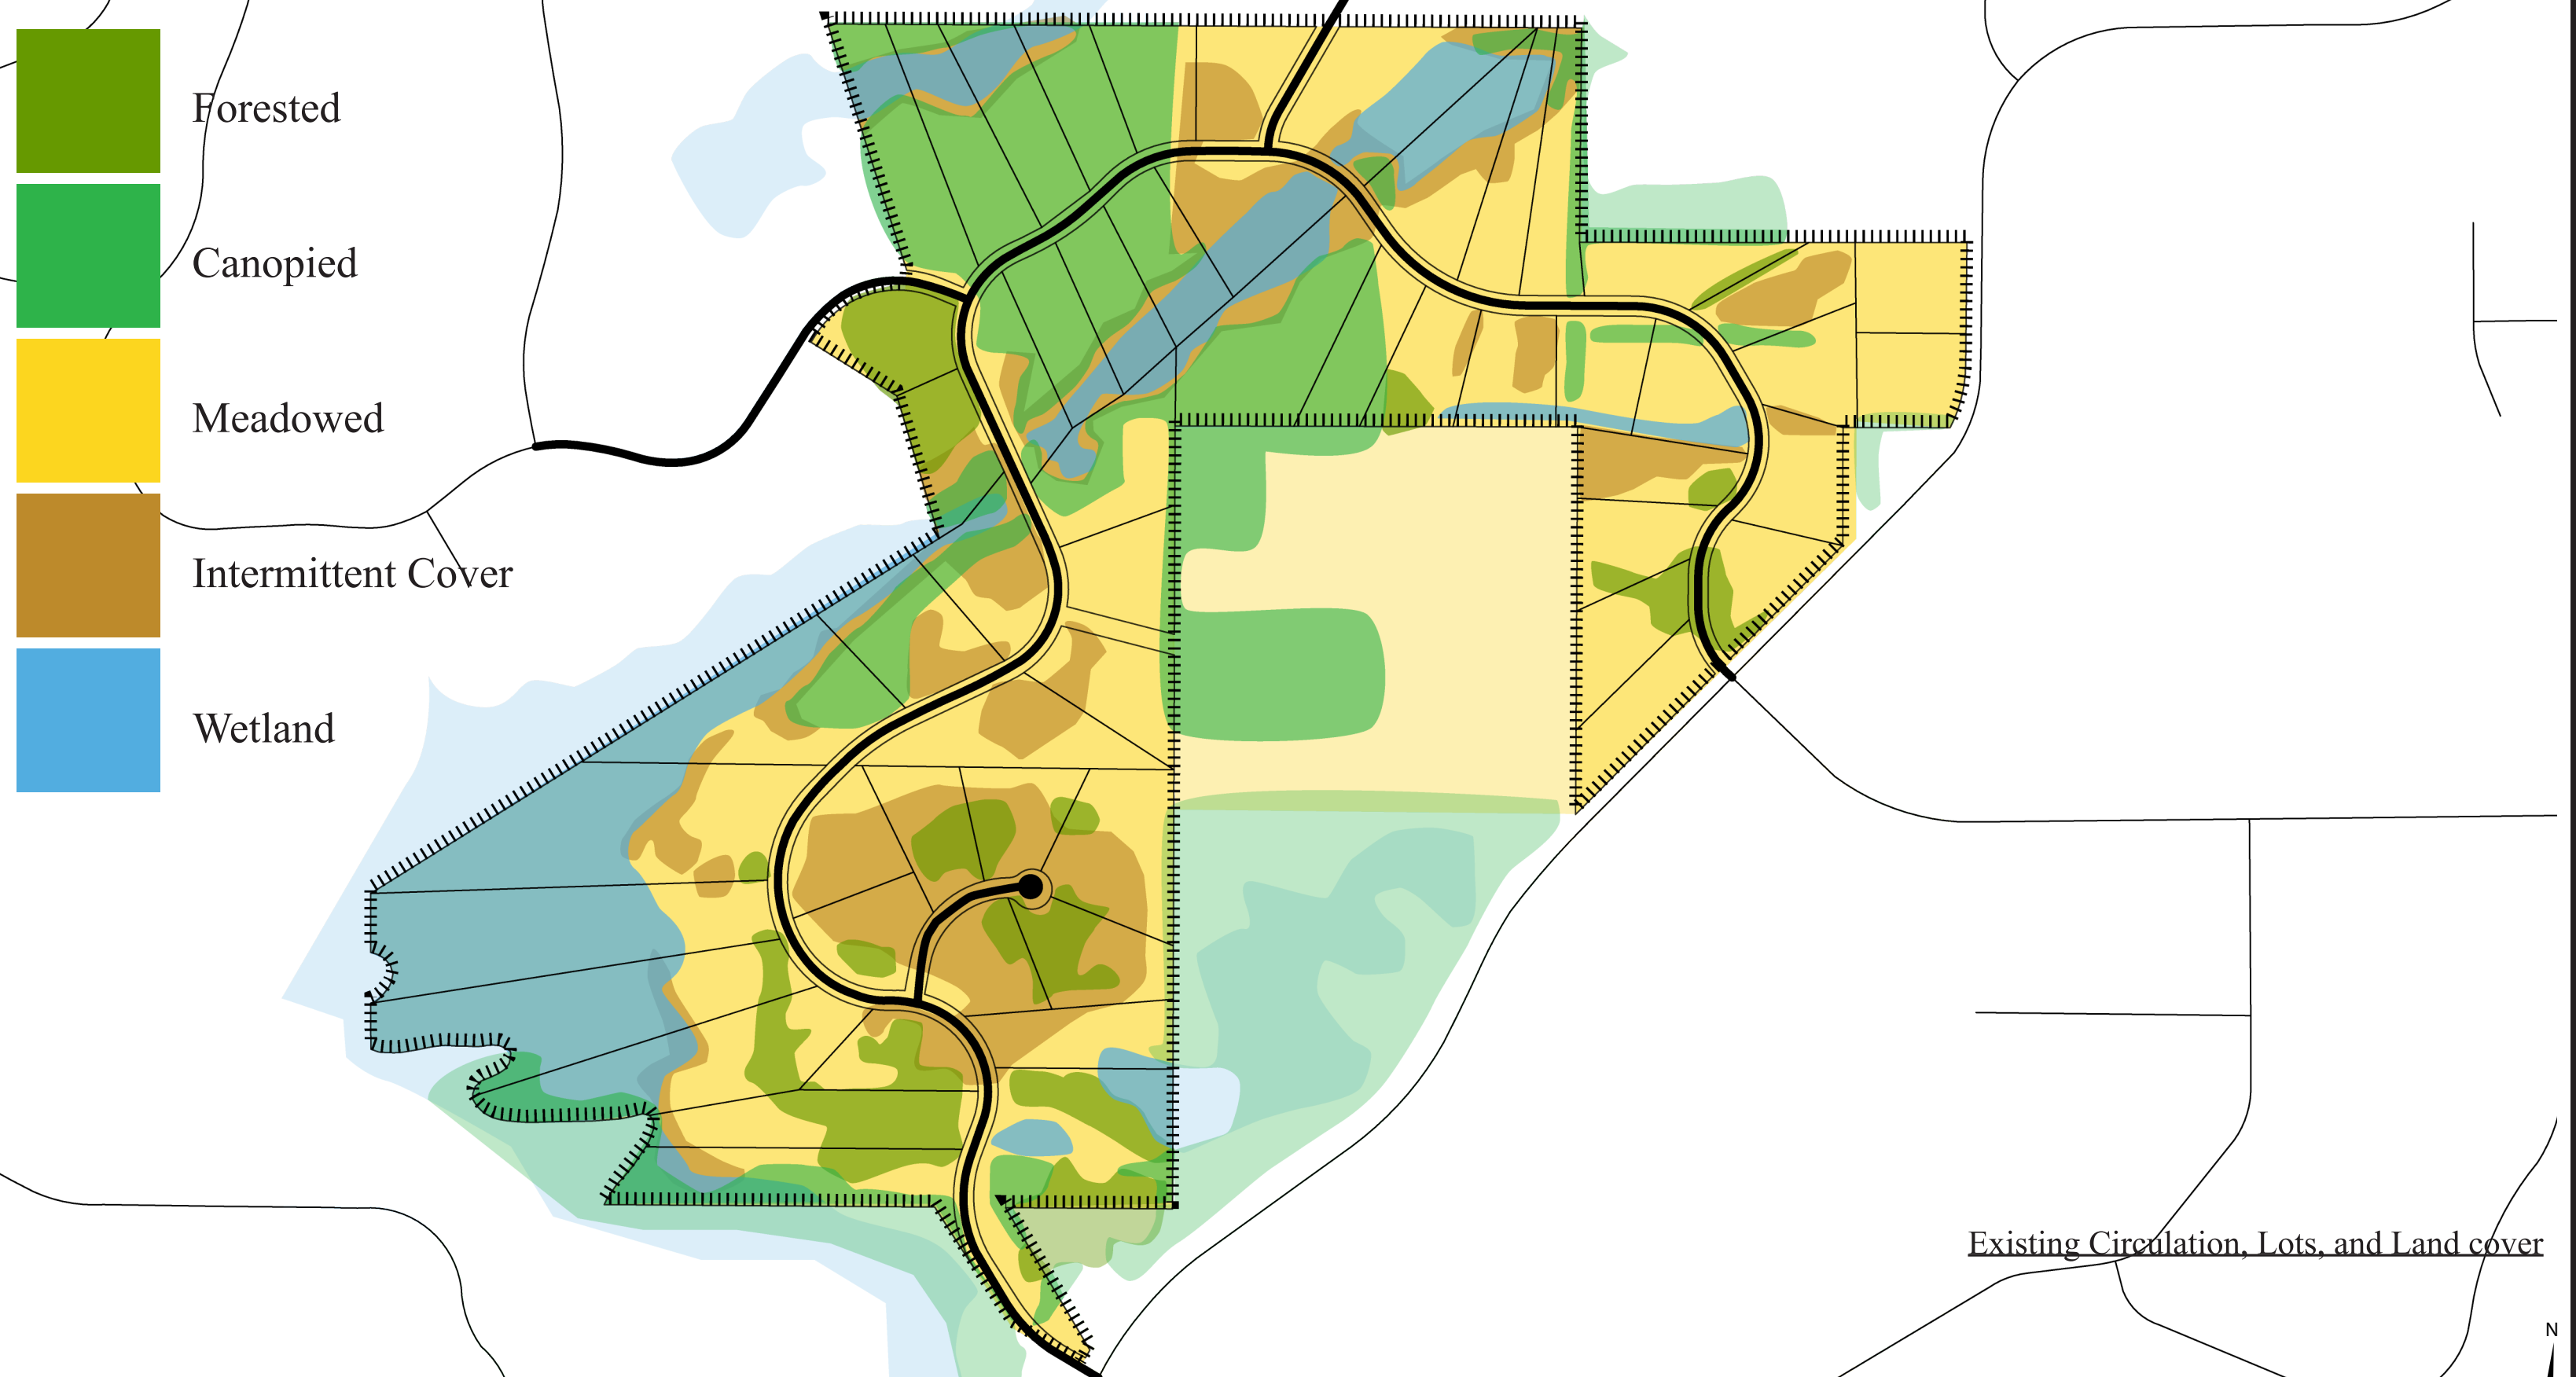 Forested
Canopied
Meadowed
Intermittent Cover
Wetland
Existing Circulation, Lots, and Land cover
N